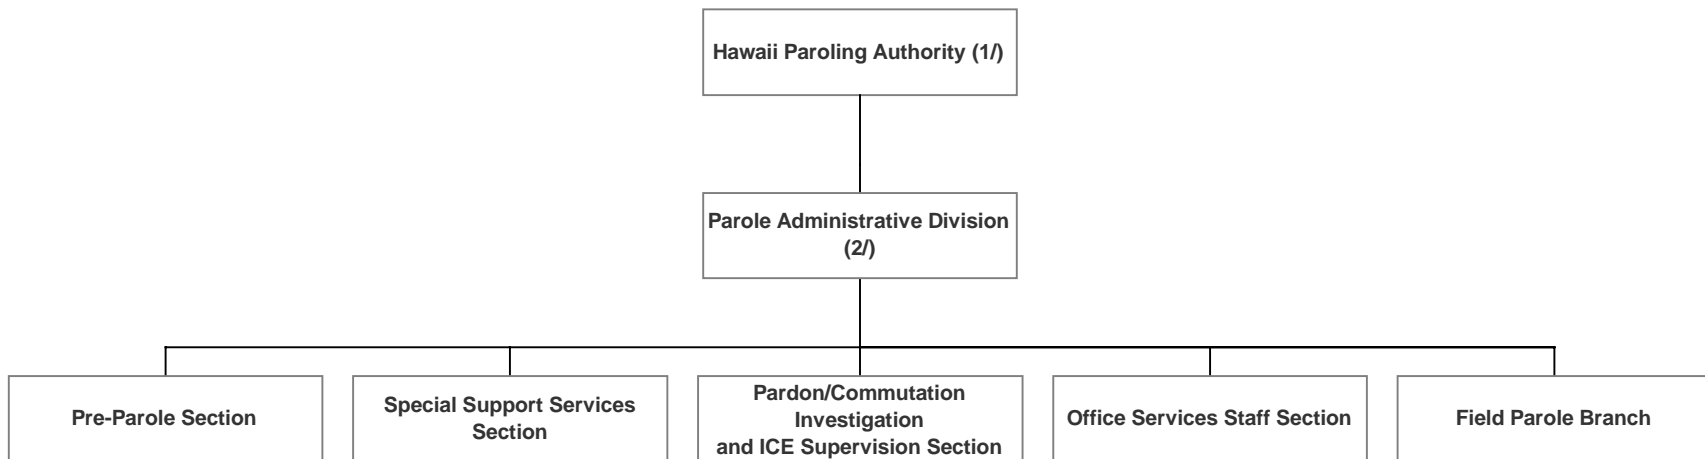 Hawaii Paroling Authority (1/)
Parole Administrative Division
(2/)
Pre-Parole Section
Special Support Services
Section
Pardon/Commutation
Investigation
and ICE Supervision Section
Office Services Staff Section
Field Parole Branch